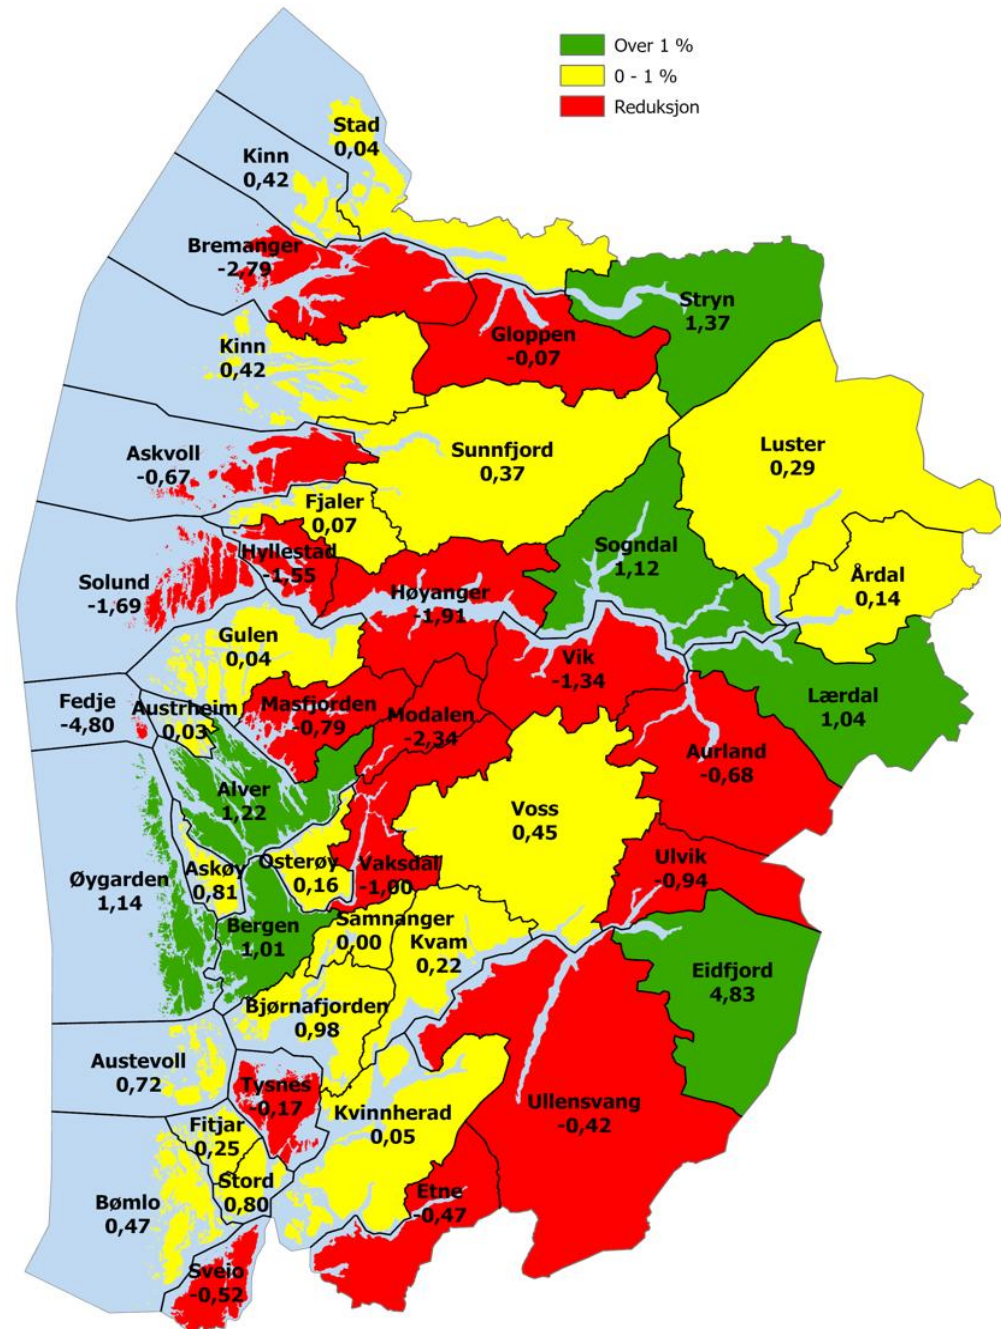 Over 1 %
0 - 1 %
Reduksjon
Stad
0,04
Kinn
0,42
Bremanger
-2,79
Stryn
1,37
Gloppen
-0,07
Kinn
0,42
Luster
0,29
Sunnfjord
0,37
Askvoll
-0,67
Fjaler
0,07
Sogndal
1,12
Hyllestad
-1,55
Årdal
0,14
Solund
-1,69
Høyanger
-1,91
Gulen
0,04
Vik
-1,34
Lærdal
1,04
Fedje
-4,80
Austrheim
0,03
Masfjorden
-0,79
Modalen
-2,34
Aurland
-0,68
Alver
1,22
Voss
0,45
Øygarden
1,14
Askøy
0,81
Osterøy
0,16
Vaksdal
-1,00
Ulvik
-0,94
Bergen
1,01
Samnanger
0,00
Kvam
0,22
Eidfjord
4,83
Bjørnafjorden
0,98
Austevoll
0,72
Tysnes
-0,17
Kvinnherad
0,05
Ullensvang
-0,42
Fitjar
0,25
Stord
0,80
Bømlo
0,47
Etne
-0,47
Sveio
-0,52